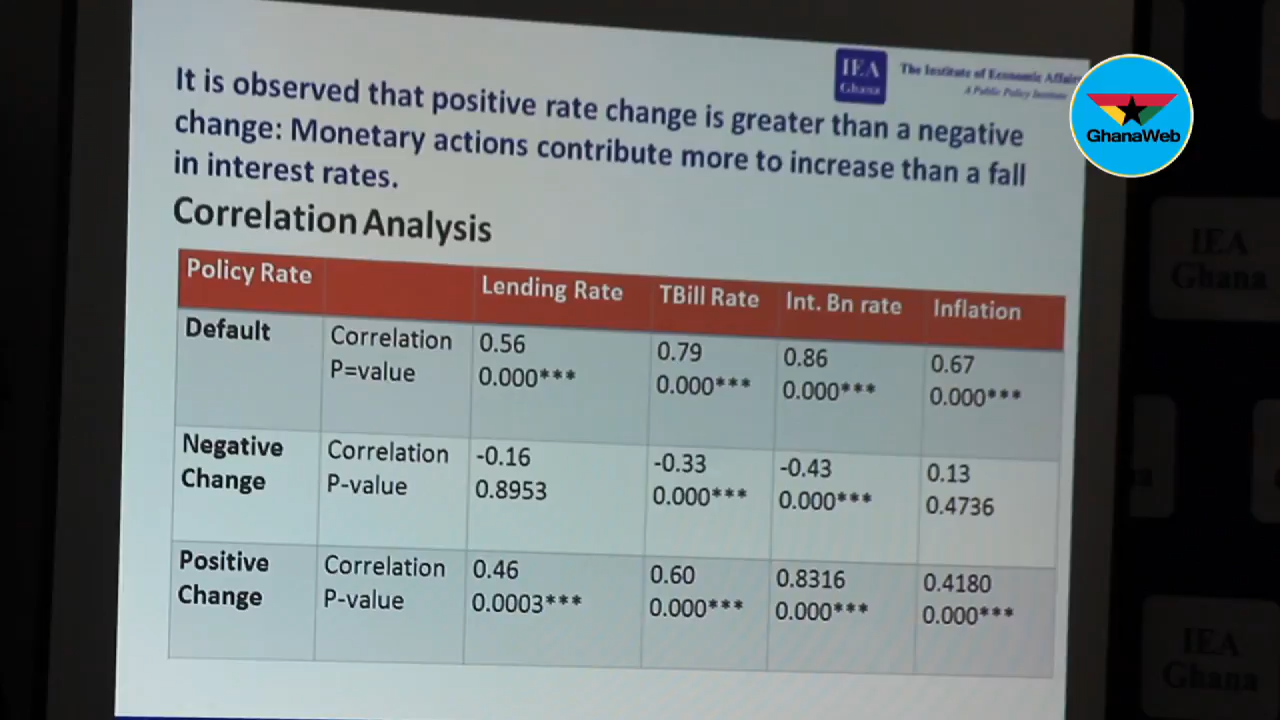 IEA
Ghana
The Institute of Economic Affairs
A Public Policy Institute
GhanaWeb
It is observed that positive rate change is greater than a negative
change: Monetary actions contribute more to increase than a fall
in interest rates.
Correlation Analysis
Policy Rate Lending Rate TBill Rate Int. Bn rate Inflation
Default Correlation 0.56 0.79 0.86 0.67
P=value 0.000*** 0.000*** 0.000*** 0.000***
Negative Correlation -0.16 -0.33 -0.43 0.13
Change P-value 0.8953 0.000*** 0.000*** 0.4736
Positive Correlation 0.46 0.60 0.8316 0.4180
Change P-value 0.0003*** 0.000*** 0.000*** 0.000***
IEA
Ghana
IEA
Ghana